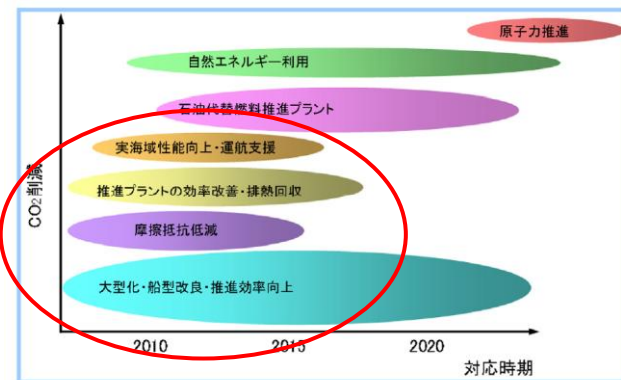 原子力推進
自然エネルギー利用
石油代替燃料推進プラント
実海域性能向上・運航支援
推進プラントの効率改善・排熱回収
摩擦抵抗低減
大型化・船型改良・推進効率向上
CO2削減
2010
2015
2020
対応時期